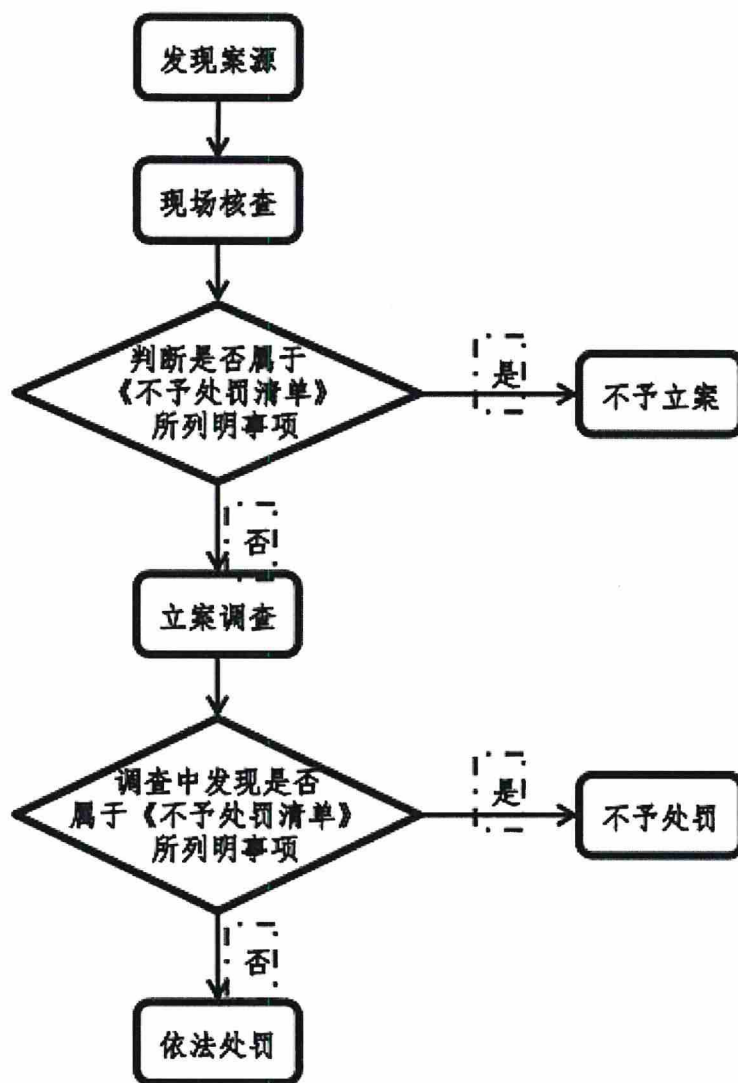 发现案源
现场核查
判断是否属于
《不予处罚清单》
所列明事项
是
不予立案
否
立案调查
调查中发现是否
属于《不予处罚清单》
所列明事项
是
不予处罚
否
依法处罚